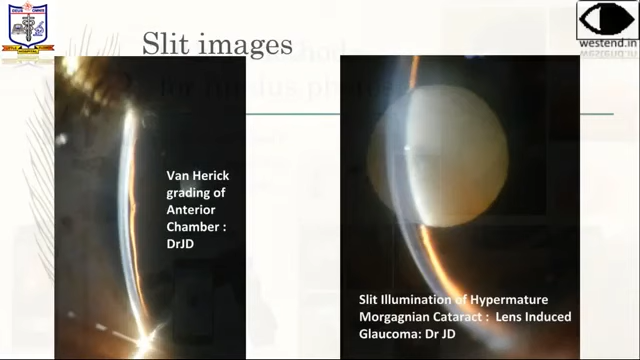 Slit images
westend.in
Van Herick
grading of
Anterior
Chamber :
DrJD
Slit Illumination of Hypermature
Morgagnian Cataract : Lens Induced
Glaucoma: Dr JD